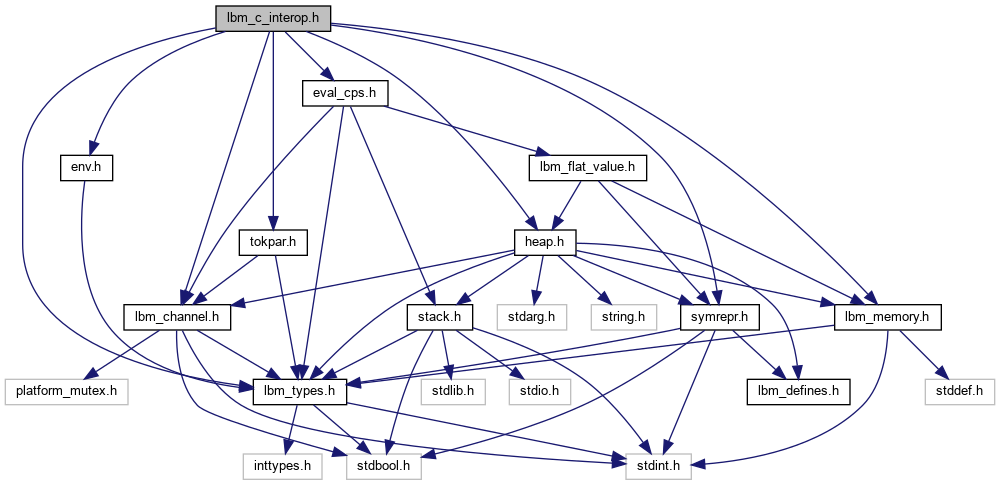 lbm_c_interop.h
eval_cps.h
env.h
lbm_flat_value.h
tokpar.h
heap.h
lbm_channel.h
stack.h
stdarg.h
string.h
symrepr.h
lbm_memory.h
platform_mutex.h
lbm_types.h
stdlib.h
stdio.h
lbm_defines.h
stddef.h
inttypes.h
stdbool.h
stdint.h